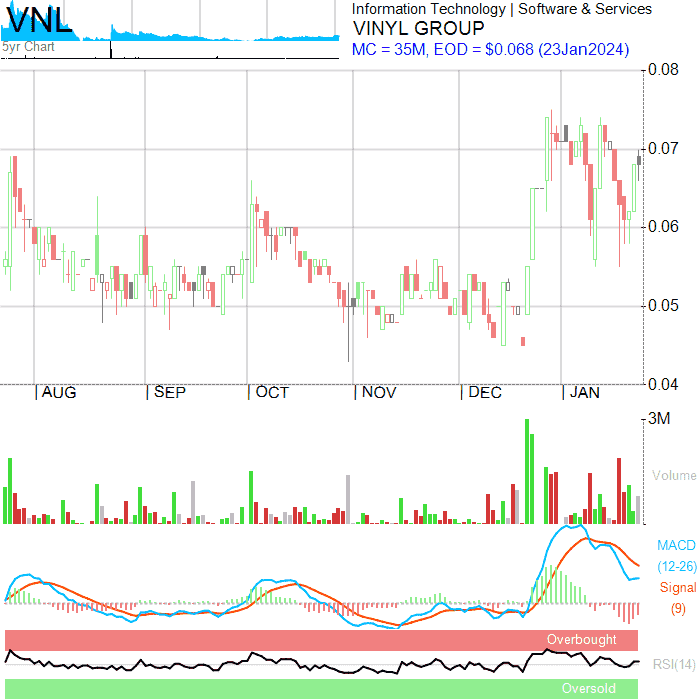 VNL
5yr Chart
Information Technology | Software & Services
VINYL GROUP
MC = 35M, EOD = $0.068 (23Jan2024)
0.08
0.07
0.06
0.05
0.04
| AUG | SEP | OCT | NOV | DEC | JAN
3M
Volume
MACD
(12-26)
Signal
(9)
Overbought
RSI(14)
Oversold